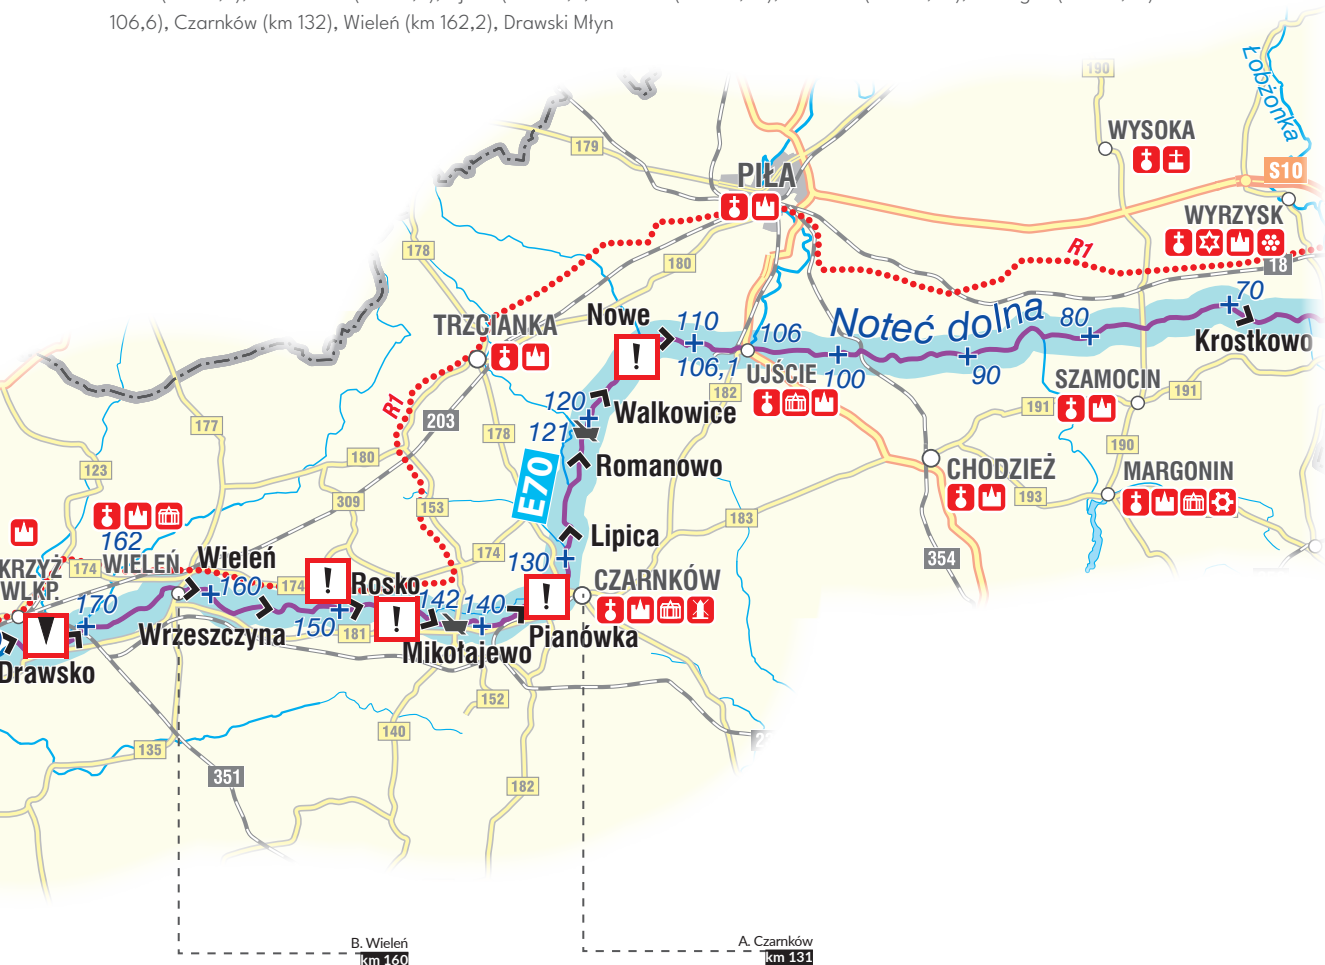 106,6), Czarnków (km 132), Wieleń (km 162,2), Drawski Młyn
Łobżonka
190
WYSOKA
179
PIŁA
S10
WYRZYSK
R1
18
178
180
70
Nowe
110
Noteć dolna
80
TRZCIANKA
106
Krostkowo
106,1
UJŚCIE
100
90
SZAMOCIN
182
191
191
R1
120
Walkowice
203
177
121
178
190
180
Romanowo
CHODZIEŻ
MARGONIN
123
E70
193
309
153
183
162
Lipica
174
130
354
KRZYŻ
WLKP.
174
WIELEŃ
Wieleń
CZARNKÓW
160
174
Rosko
170
142
140
150
181
Wrzeszczyna
Pianówka
Mikołajewo
Drawsko
152
140
135
351
182
B. Wieleń
km 160
A. Czarnków
km 131